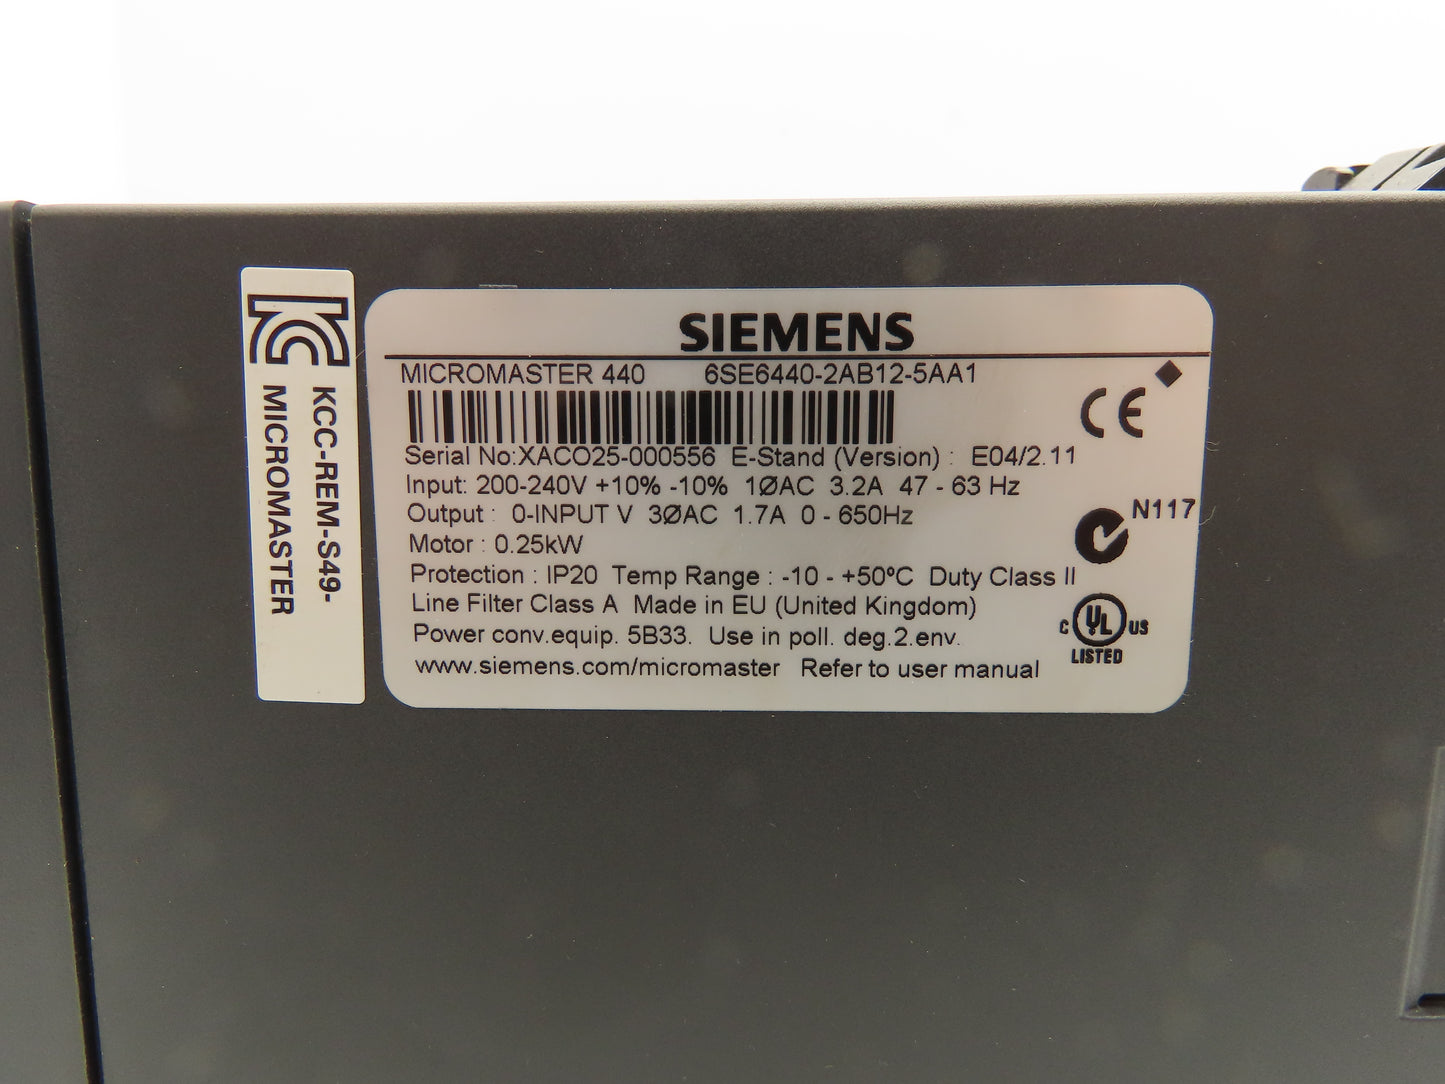 SIEMENS
MICROMASTER 440 6SE6440-2AB12-5AA1
Serial No:XACO25-000556 E-Stand (Version) : E04/2.11
Input: 200-240V +10% -10% 1ØAC 3.2A 47 - 63 Hz
Output : 0-INPUT V 3ØAC 1.7A 0 - 650Hz
Motor : 0.25kW
Protection : IP20 Temp Range : -10 - +50ºC Duty Class II
Line Filter Class A Made in EU (United Kingdom)
Power conv.equip. 5B33. Use in poll. deg.2.env.
www.siemens.com/micromaster Refer to user manual
CE
N117
C UL US
LISTED
KC
KCC-REM-S49-
MICROMASTER